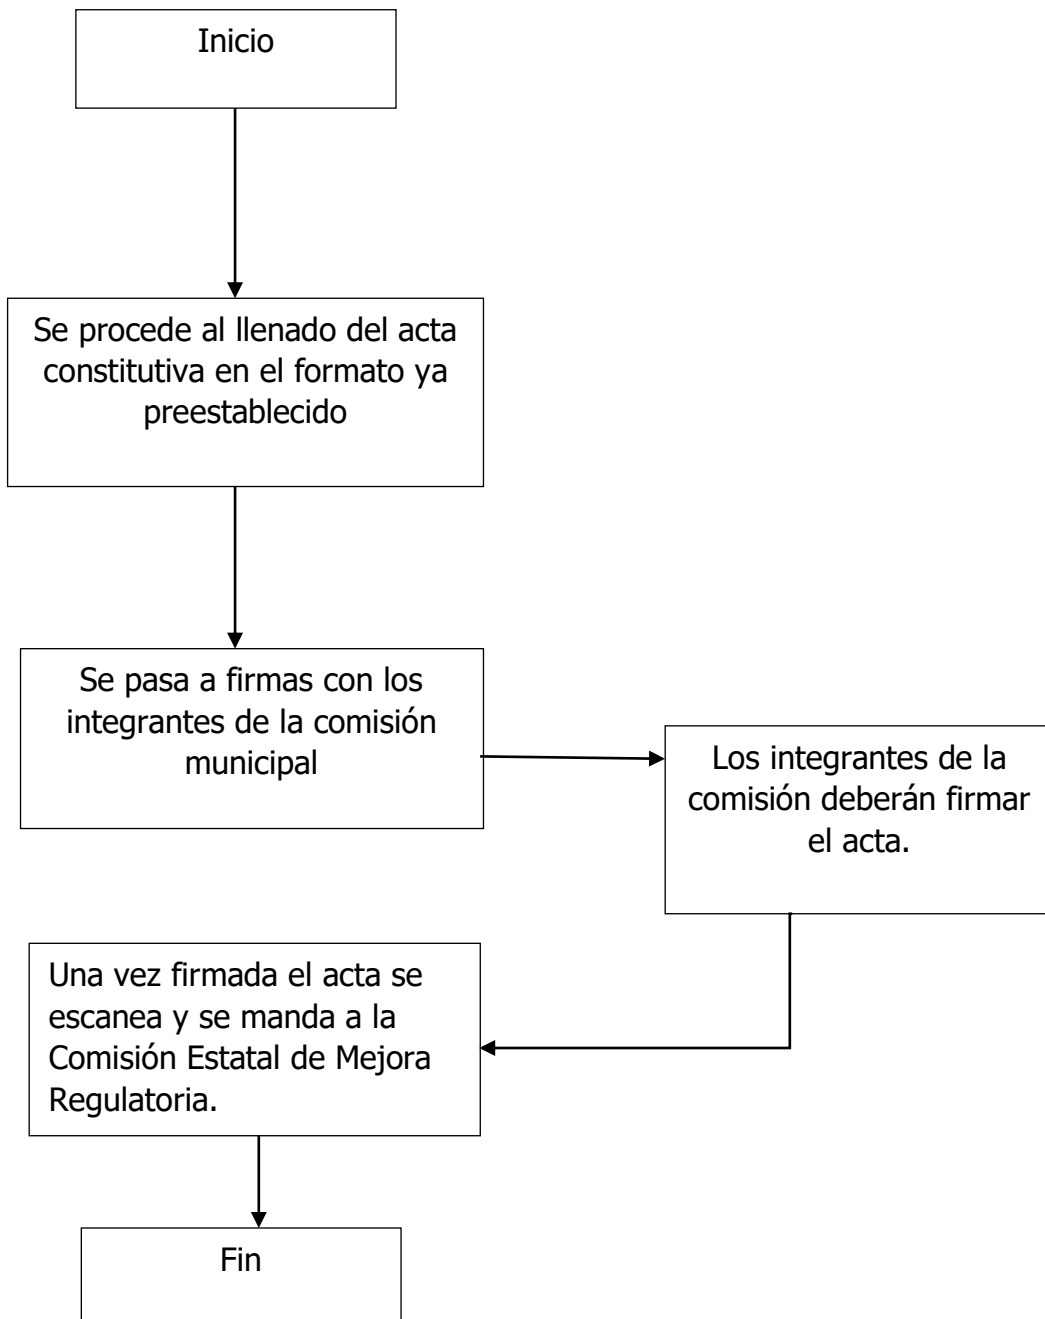 Inicio
Se procede al llenado del acta
constitutiva en el formato ya
preestablecido
Se pasa a firmas con los
integrantes de la comisión
municipal
Los integrantes de la
comisión deberán firmar
el acta.
Una vez firmada el acta se
escanea y se manda a la
Comisión Estatal de Mejora
Regulatoria.
Fin